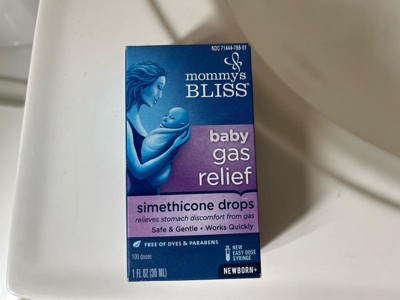 NDC 71444-798-01
mommy's
BLISS®
baby
gas
relief
simethicone drops
relieves stomach discomfort from gas
Safe & Gentle • Works Quickly
FREE OF DYES & PARABENS
100 doses
1 FL OZ (30 ML)
NEW
EASY DOSE
SYRINGE
NEWBORN+